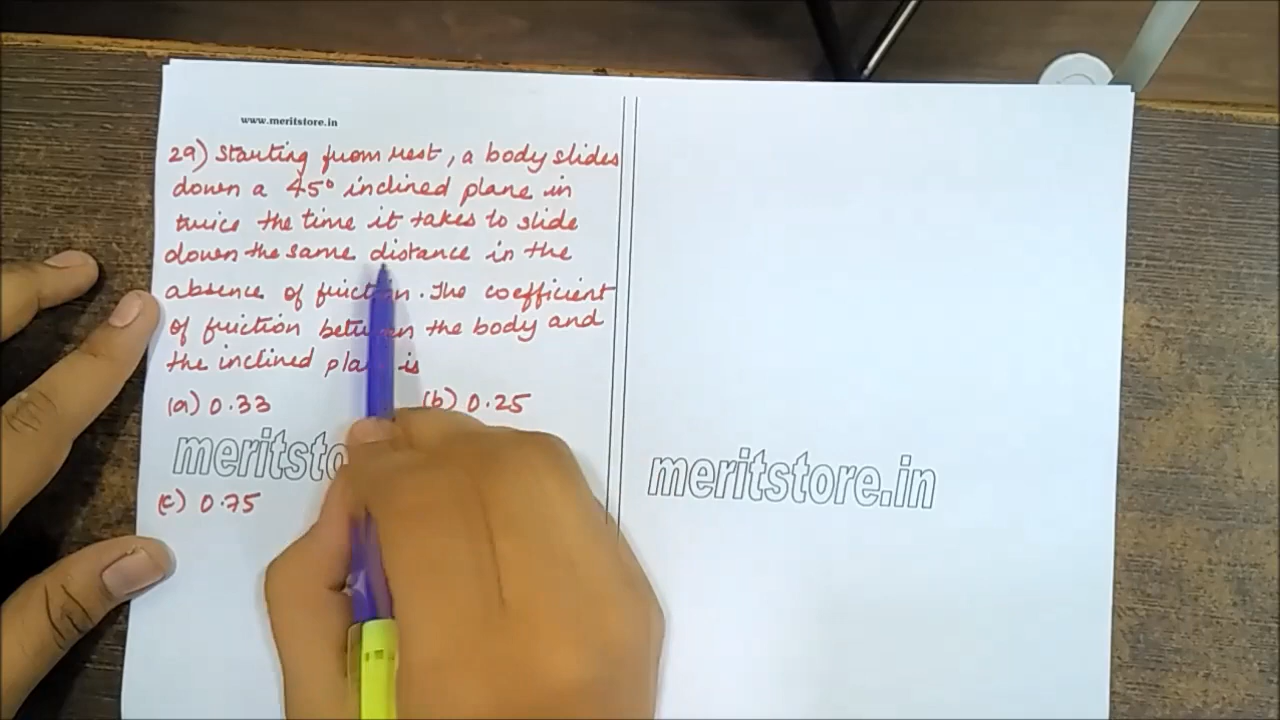 www.meritstore.in
29) Starting from rest, a body slides
down a 45° inclined plane in
twice the time it takes to slide
down the same distance in the
absence of friction. The coefficient
of friction between the body and
the inclined plane is
(a) 0.33 (b) 0.25
meritsto
meritstore.in
(c) 0.75